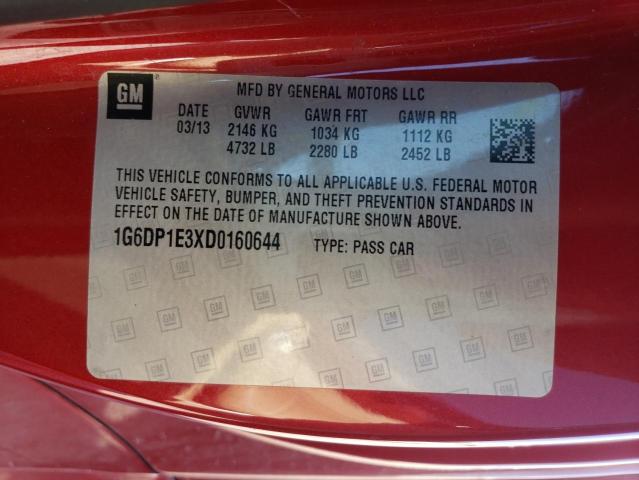 GM
MFD BY GENERAL MOTORS LLC
DATE GVWR GAWR FRT GAWR RR
03/13 2146 KG 1034 KG 1112 KG
4732 LB 2280 LB 2452 LB
THIS VEHICLE CONFORMS TO ALL APPLICABLE U.S. FEDERAL MOTOR
VEHICLE SAFETY, BUMPER, AND THEFT PREVENTION STANDARDS IN
EFFECT ON THE DATE OF MANUFACTURE SHOWN ABOVE.
1G6DP1E3XD0160644 TYPE: PASS CAR